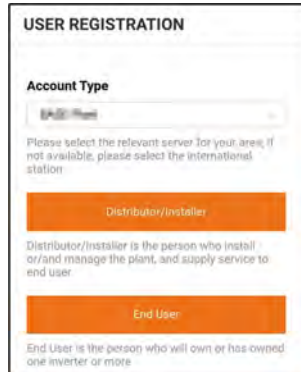 USER REGISTRATION
Account Type
Please select the relevant server for your area, if
not available, please select the international
station
Distributor/Installer
Distributor/Installer is the person who install
or/and manage the plant, and supply service to
end user
End User
End User is the person who will own or has owned
one inverter or more